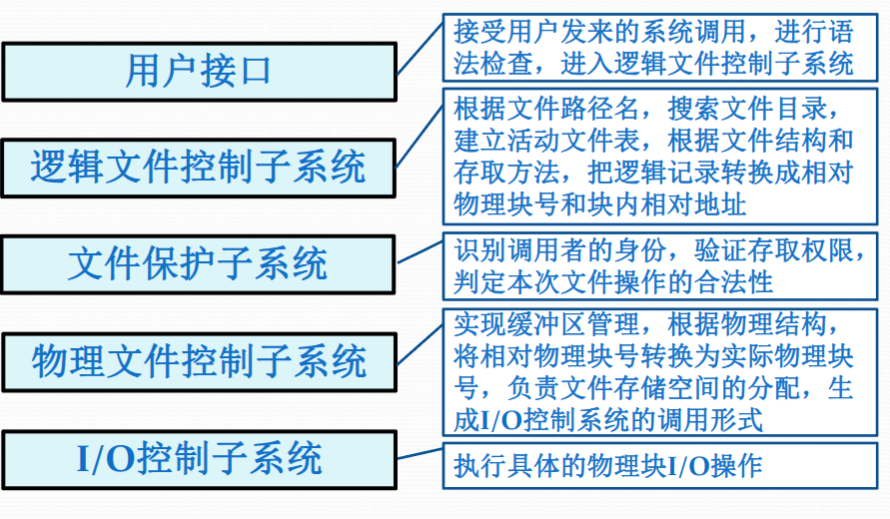 用户接口
接受用户发来的系统调用，进行语
法检查，进入逻辑文件控制子系统
逻辑文件控制子系统
根据文件路径名，搜索文件目录，
建立活动文件表，根据文件结构和
存取方法，把逻辑记录转换成相对
物理块号和块内相对地址
文件保护子系统
识别调用者的身份，验证存取权限，
判定本次文件操作的合法性
物理文件控制子系统
实现缓冲区管理，根据物理结构，
将相对物理块号转换为实际物理块
号，负责文件存储空间的分配，生
成I/O控制系统的调用形式
I/O控制子系统
执行具体的物理块I/O操作